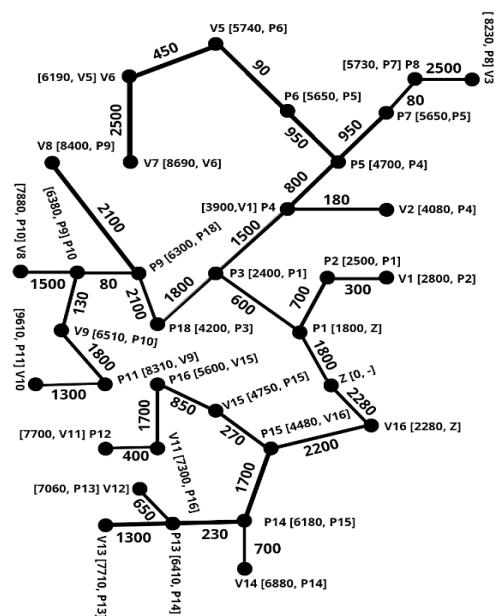 [ 8230, P8] V3
V5 [5740, P6]
450
[5730, P7] P8
2500
[6190, V5] V6
90
80
P6 [5650, P5]
P7 [5650,P5]
2500
950
950
V8 [8400, P9]
V7 [8690, V6]
P5 [4700, P4]
800
[7880, P10] V8
[6380, P9] P10
2100
[3900,V1] P4
180
V2 [4080, P4]
1500
P9 [6300, P18]
P3 [2400, P1]
P2 [2500, P1]
1500
80
2100
1800
600
700
300
V1 [2800, P2]
130
V9 [6510, P10]
P18 [4200, P3]
P1 [1800, Z]
[9610, P11] V10
1800
P16 [5600, V15]
1800
1300
P11 [8310, V9]
850
V15 [4750, P15]
Z [0, -]
2280
1700
270
P15 [4480, V16]
V16 [2280, Z]
[7700, V11] P12
400
V11 [7300, P16]
2200
1700
[7060, P13] V12]
650
1300
230
P14 [6180, P15]
V13 [7710, P13]
P13 [6410, P14]
700
V14 [6880, P14]